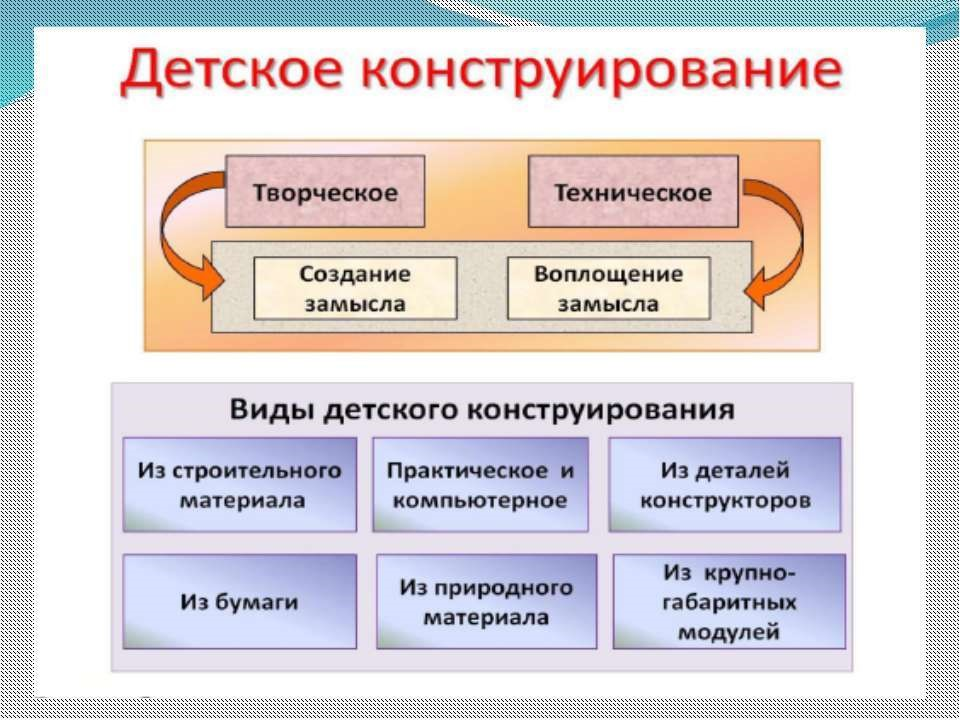 Детское конструирование
Творческое
Техническое
Создание
замысла
Воплощение
замысла
Виды детского конструирования
Из строительного
материала
Практическое и
компьютерное
Из деталей
конструкторов
Из бумаги
Из природного
материала
Из крупно-
габаритных
модулей